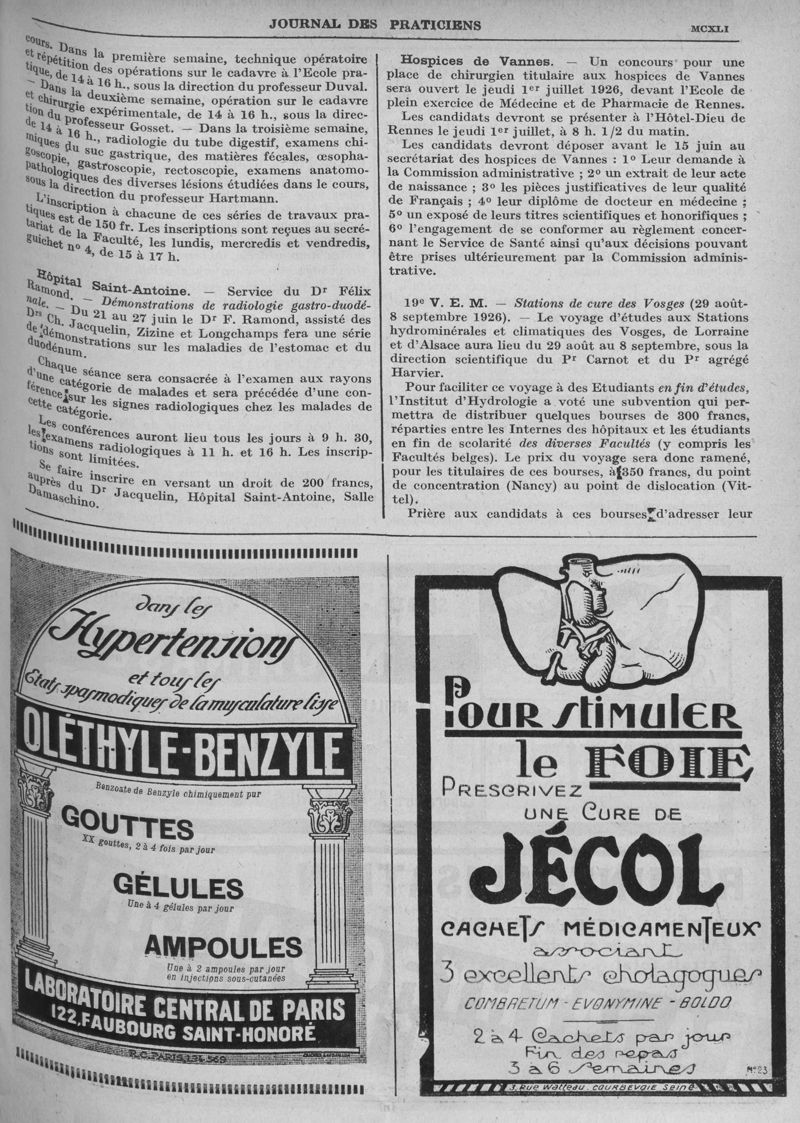 JOURNAL DES PRATICIENS
MCXLI
cours. Dans la première semaine, technique opératoire
et répétition des opérations sur le cadavre à l'Ecole pra-
tique, de 14 à 16 h., sous la direction du professeur Duval.
— Dans la deuxième semaine, opération sur le cadavre
et chirurgie expérimentale, de 14 à 16 h., sous la direc-
tion du professeur Gosset. — Dans la troisième semaine,
de 14 à 16 h., radiologie du tube digestif, examens chi-
miques du suc gastrique, des matières fécales, œsopha-
goscopie, gastroscopie, rectoscopie, examens anatomo-
pathologiques des diverses lésions étudiées dans le cours,
sous la direction du professeur Hartmann.
L'inscription à chacune de ces séries de travaux pra-
tiques est de 150 fr. Les inscriptions sont reçues au secré-
tariat de la Faculté, les lundis, mercredis et vendredis,
guichet nº 4, de 15 à 17 h.
Hôpital Saint-Antoine. — Service du Dr Félix
Ramond. — Démonstrations de radiologie gastro-duodé-
nale. — Du 21 au 27 juin le Dr F. Ramond, assisté des
Drs Ch. Jacquelin, Zizine et Longchamps fera une série
de démonstrations sur les maladies de l'estomac et du
duodénum.
Chaque séance sera consacrée à l'examen aux rayons
d'une catégorie de malades et sera précédée d'une con-
férence sur les signes radiologiques chez les malades de
cette catégorie.
Les conférences auront lieu tous les jours à 9 h. 30,
les examens radiologiques à 11 h. et 16 H. Les inscrip-
tions sont limitées.
Se faire inscrire en versant un droit de 200 francs,
auprès du Dr Jacquelin, Hôpital Saint-Antoine, Salle
Damaschino.
Hospices de Vannes. — Un concours pour une
place de chirurgien titulaire aux hospices de Vannes
sera ouvert le jeudi 1er juillet 1926, devant l'Ecole de
plein exercice de Médecine et de Pharmacie de Rennes.
Les candidats devront se présenter à l'Hôtel-Dieu de
Rennes le jeudi 1er juillet, à 8 h. 1/2 du matin.
Les candidats devront déposer avant le 15 juin au
secrétariat des hospices de Vannes : 1º Leur demande à
la Commission administrative ; 2º un extrait de leur acte
de naissance ; 3º les pièces justificatives de leur qualité
de Français ; 4º leur diplôme de docteur en médecine ;
5º un exposé de leurs titres scientifiques et honorifiques ;
6º l'engagement de se conformer au règlement concer-
nant le Service de Santé ainsi qu'aux décisions pouvant
être prises ultérieurement par la Commission adminis-
trative.
19e V. E. M. — Stations de cure des Vosges (29 août-
8 septembre 1926). — Le voyage d'études aux Stations
hydrominérales et climatiques des Vosges, de Lorraine
et d'Alsace aura lieu du 29 août au 8 septembre, sous la
direction scientifique du Pr Carnot et du Pr agrégé
Harvier.
Pour faciliter ce voyage à des Etudiants en fin d'études,
l'Institut d'Hydrologie a voté une subvention qui per-
mettra de distribuer quelques bourses de 300 francs,
réparties entre les Internes des hôpitaux et les étudiants
en fin de scolarité des diverses Facultés (y compris les
Facultés belges). Le prix du voyage sera donc ramené,
pour les titulaires de ces bourses, à 350 francs, du point
de concentration (Nancy) au point de dislocation (Vit-
tel).
Prière aux candidats à ces bourses d'adresser leur
dans les
Hypertensions
et tous les
États spasmodiques de la musculature lisse
OLÉTHYLE-BENZYLE
Benzoate de Benzyle chimiquement pur
GOUTTES
XX gouttes, 2 à 4 fois par jour
GÉLULES
Une à 4 gélules par jour
AMPOULES
Une à 2 ampoules par jour
en injections sous-cutanées
LABORATOIRE CENTRAL DE PARIS
122, FAUBOURG SAINT-HONORÉ
R.C. PARIS 131.569
POUR STIMULER
le FOIE
PRESCRIVEZ
UNE CURE DE
JÉCOL
CACHETS MÉDICAMENTEUX
associant
3 excellents cholagogues
COMBRETUM - EVONYMINE - BOLDO
2 à 4 Cachets par jour
Fin des repas
3 à 6 Semaines
Nº 23
3, Rue Watteau COURBEVOIE Seine